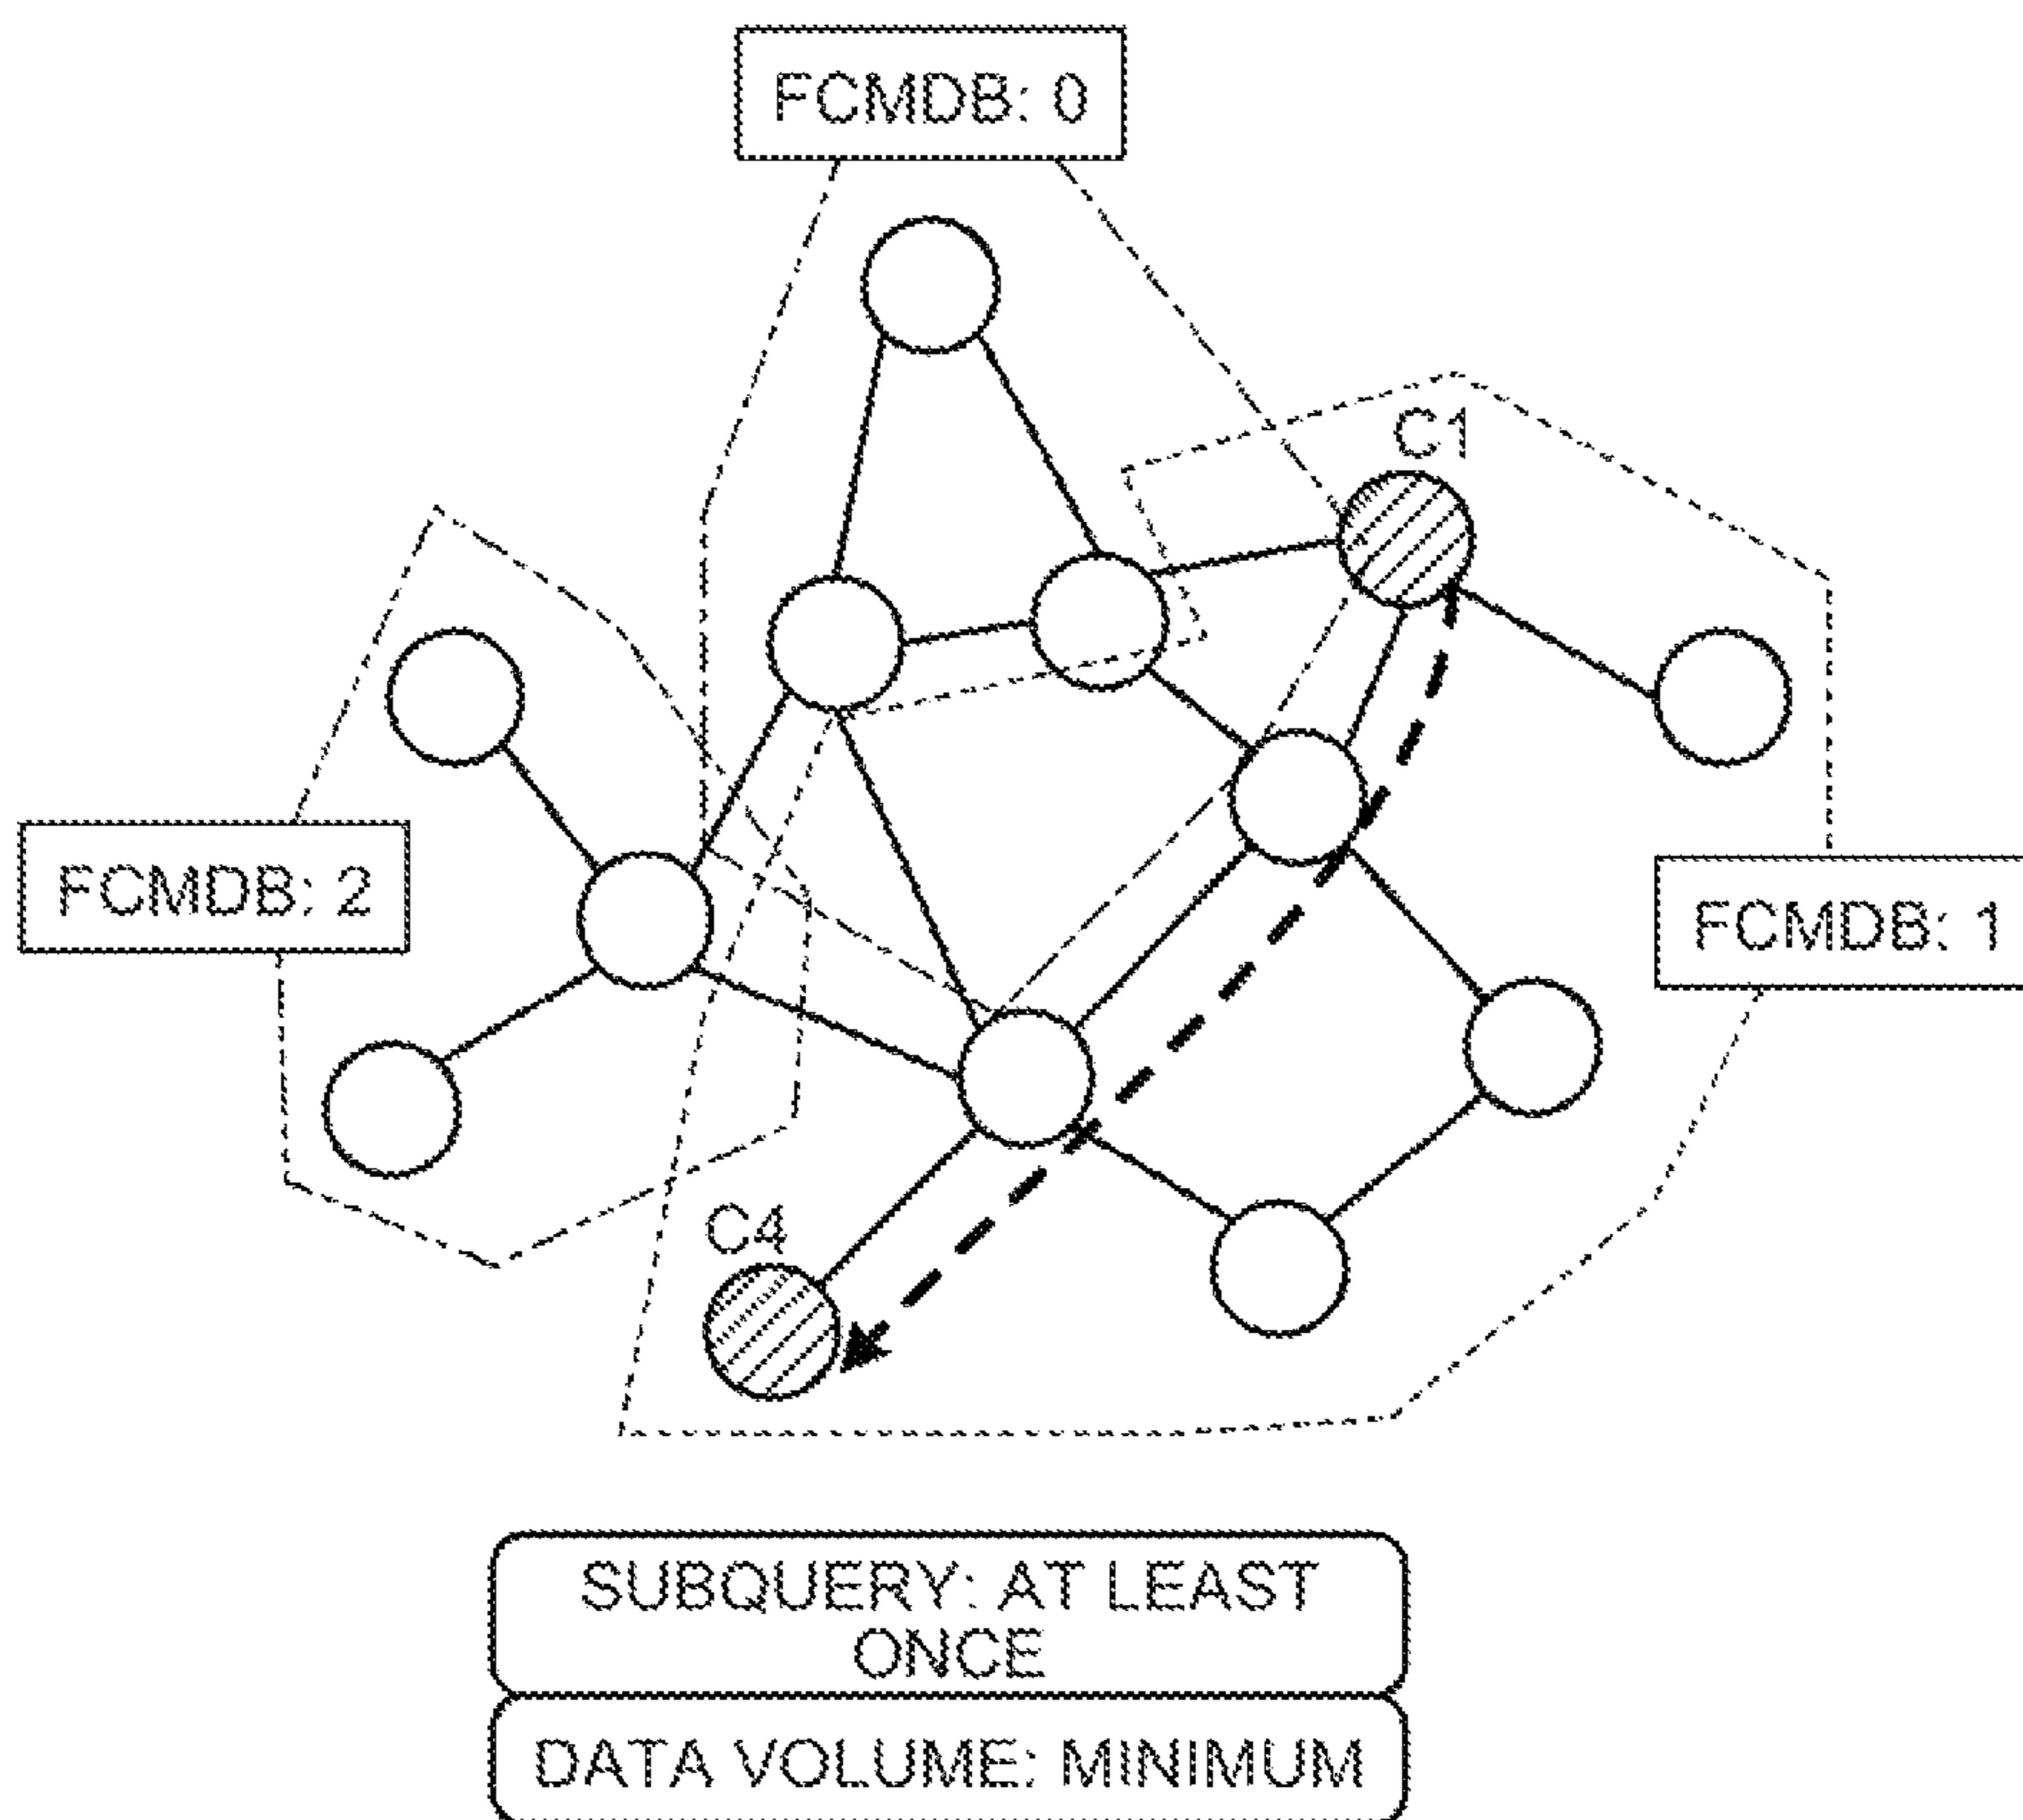 FCMDB: 0
C1
FCMDB: 2
FCMDB: 1
C4
SUBQUERY: AT LEAST
ONCE
DATA VOLUME: MINIMUM